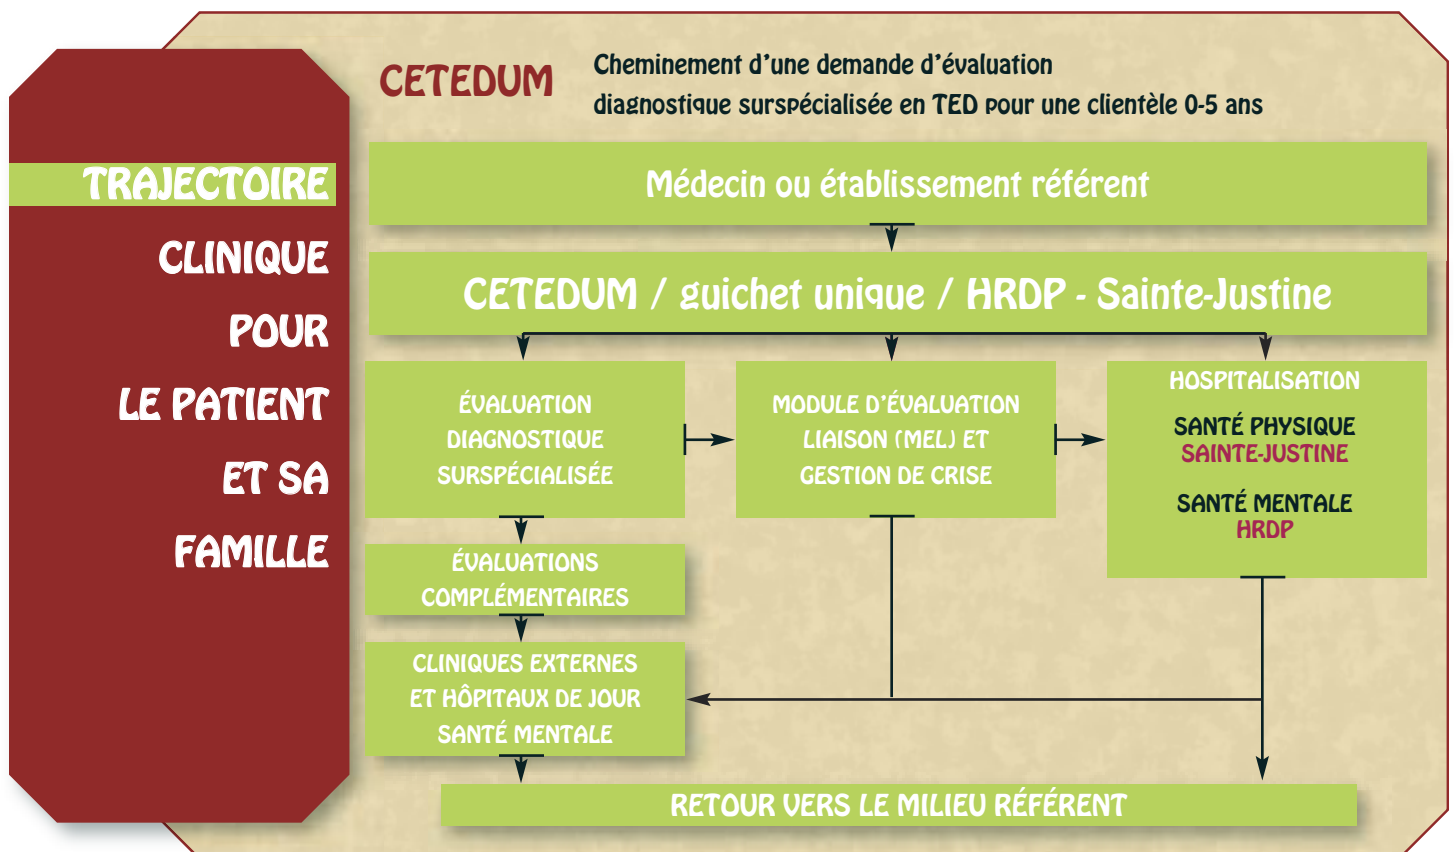 TRAJECTOIRE
CLINIQUE
POUR
LE PATIENT
ET SA
FAMILLE
CETEDUM
Cheminement d'une demande d'évaluation
diagnostique surspécialisée en TED pour une clientèle 0-5 ans
Médecin ou établissement référent
CETEDUM / guichet unique / HRDP - Sainte-Justine
ÉVALUATION
DIAGNOSTIQUE
SURSPÉCIALISÉE
MODULE D'ÉVALUATION
LIAISON (MEL) ET
GESTION DE CRISE
HOSPITALISATION
SANTÉ PHYSIQUE
SAINTE-JUSTINE
SANTÉ MENTALE
HRDP
ÉVALUATIONS
COMPLÉMENTAIRES
CLINIQUES EXTERNES
ET HÔPITAUX DE JOUR
SANTÉ MENTALE
RETOUR VERS LE MILIEU RÉFÉRENT